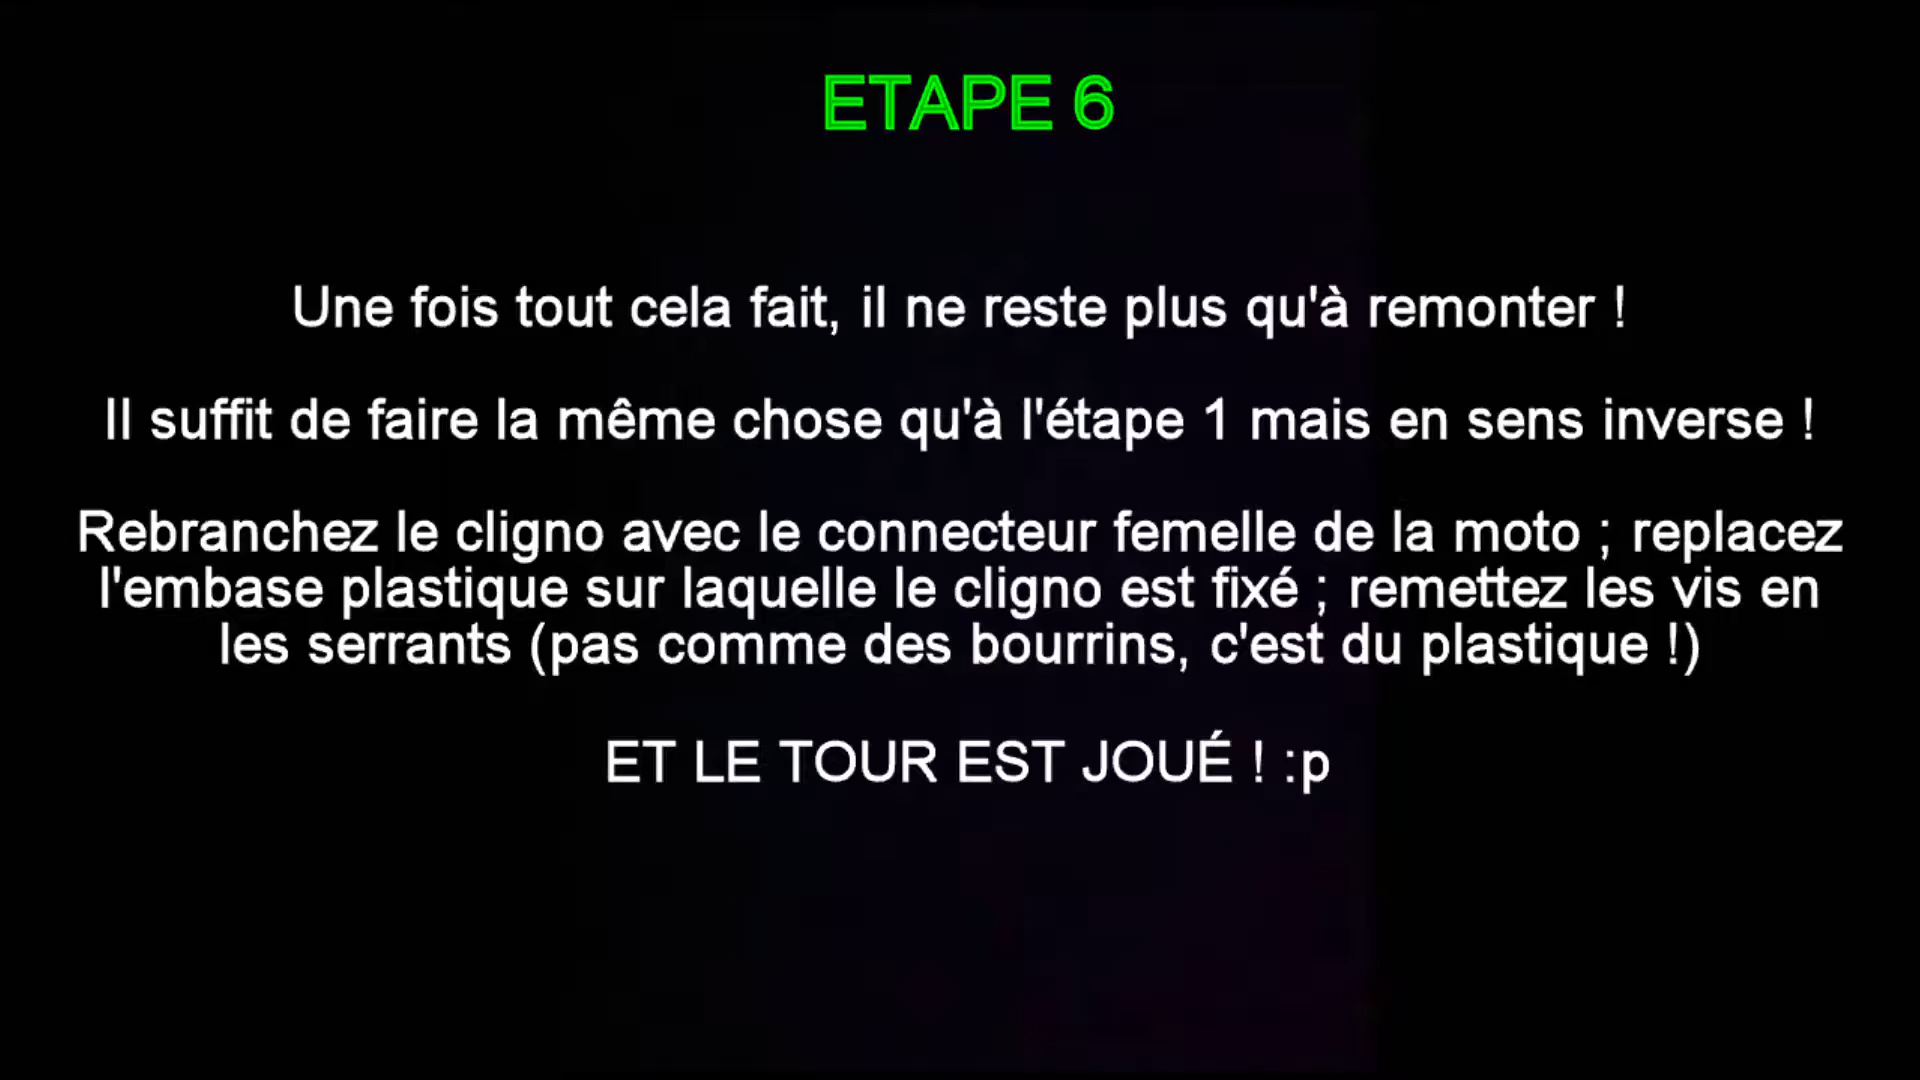 ETAPE 6
Une fois tout cela fait, il ne reste plus qu'à remonter !
Il suffit de faire la même chose qu'à l'étape 1 mais en sens inverse !
Rebranchez le cligno avec le connecteur femelle de la moto ; replacez
l'embase plastique sur laquelle le cligno est fixé ; remettez les vis en
les serrants (pas comme des bourrins, c'est du plastique !)
ET LE TOUR EST JOUÉ ! :p